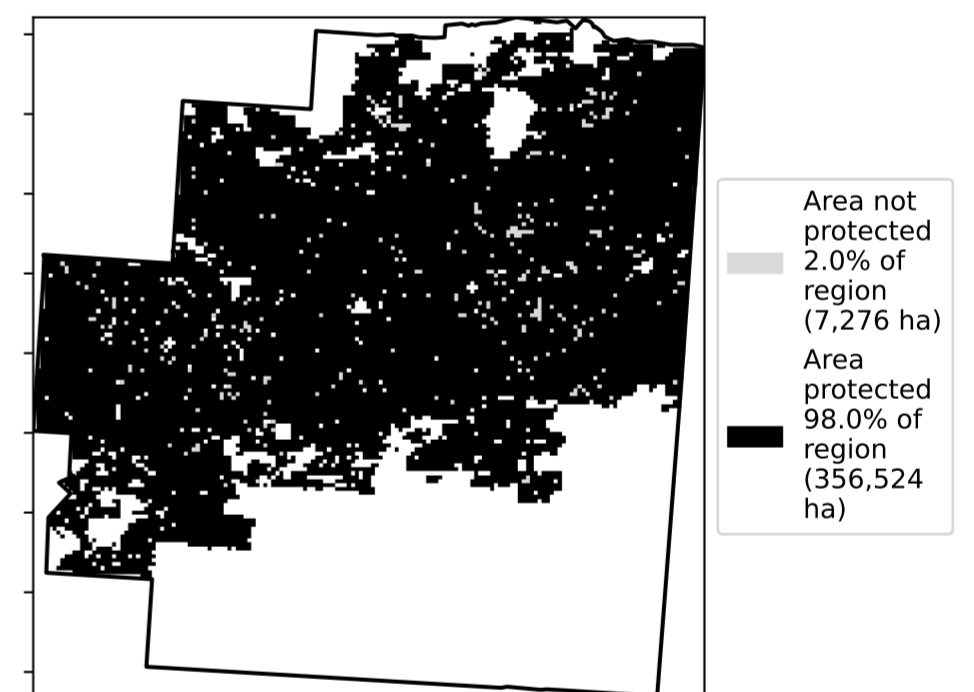 Area not
protected
2.0% of
region
(7,276 ha)
Area
protected
98.0% of
region
(356,524
ha)